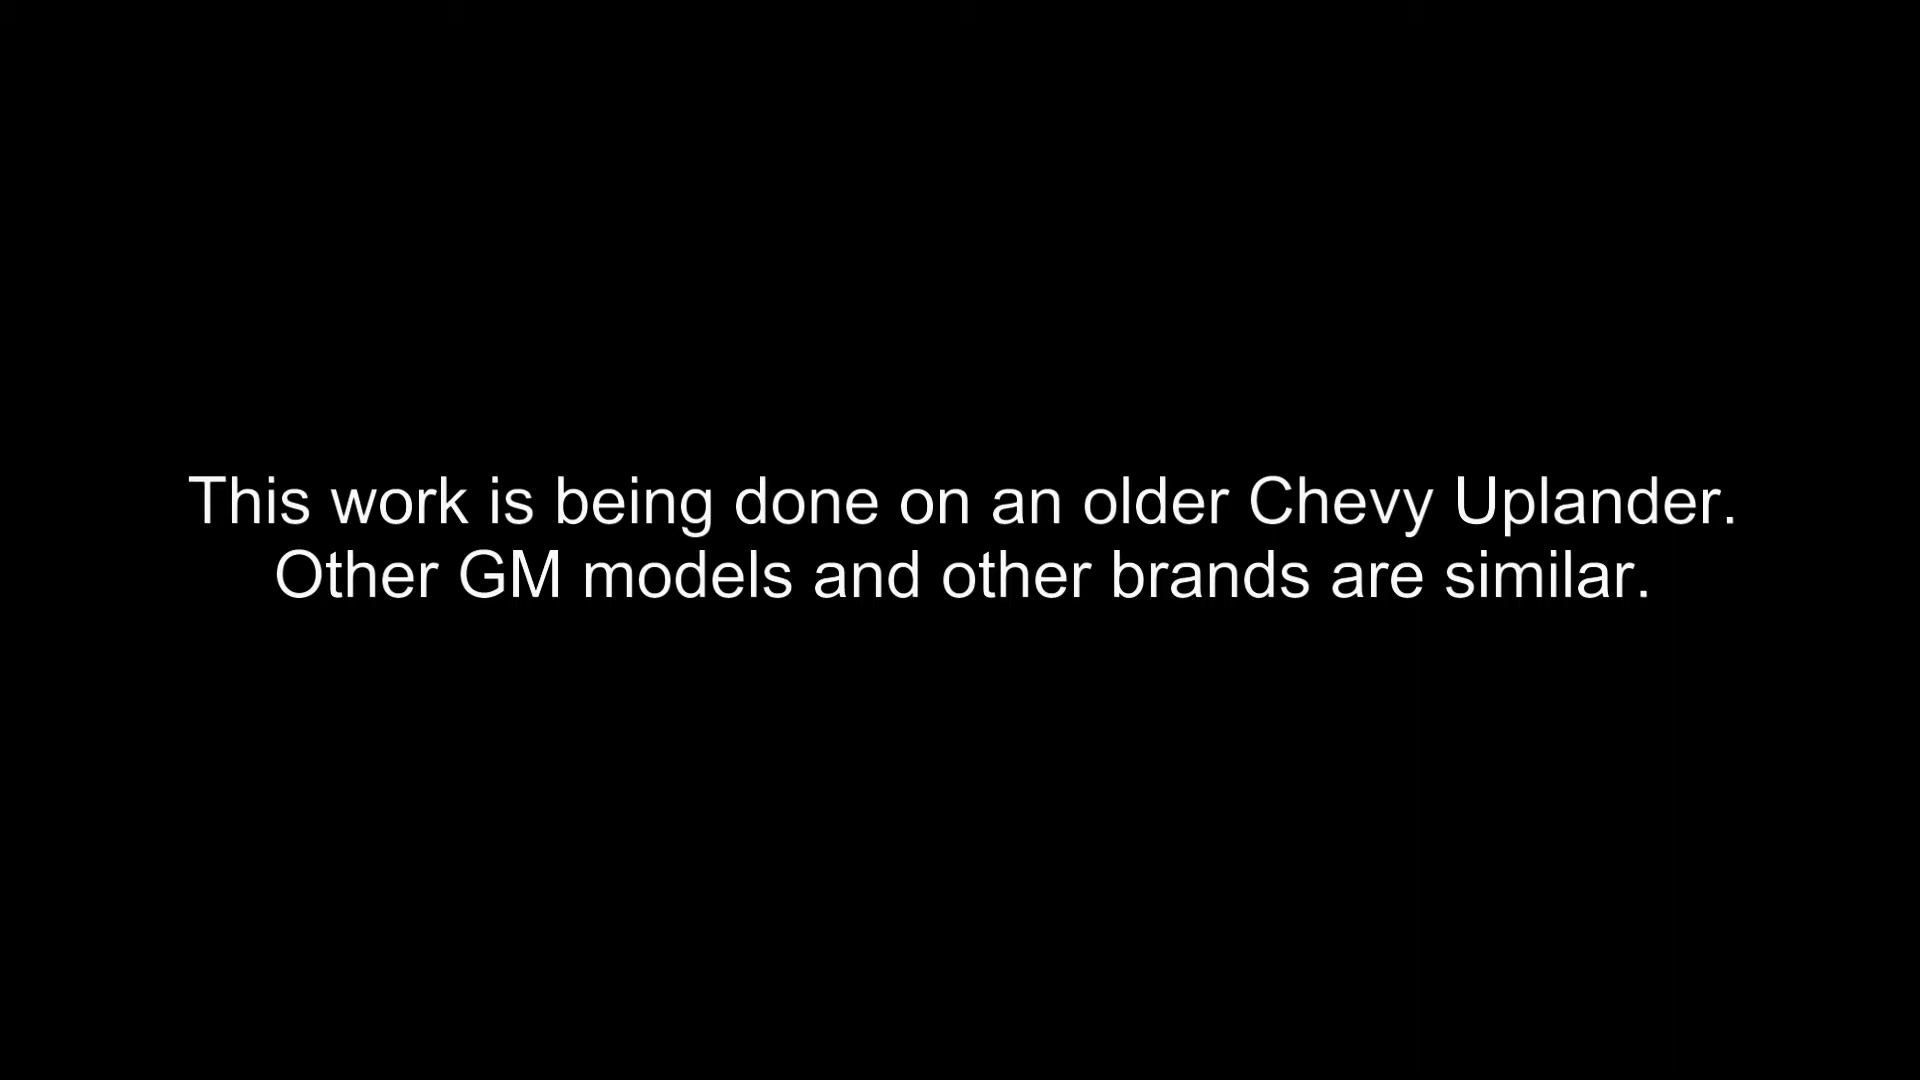 This work is being done on an older Chevy Uplander.
Other GM models and other brands are similar.